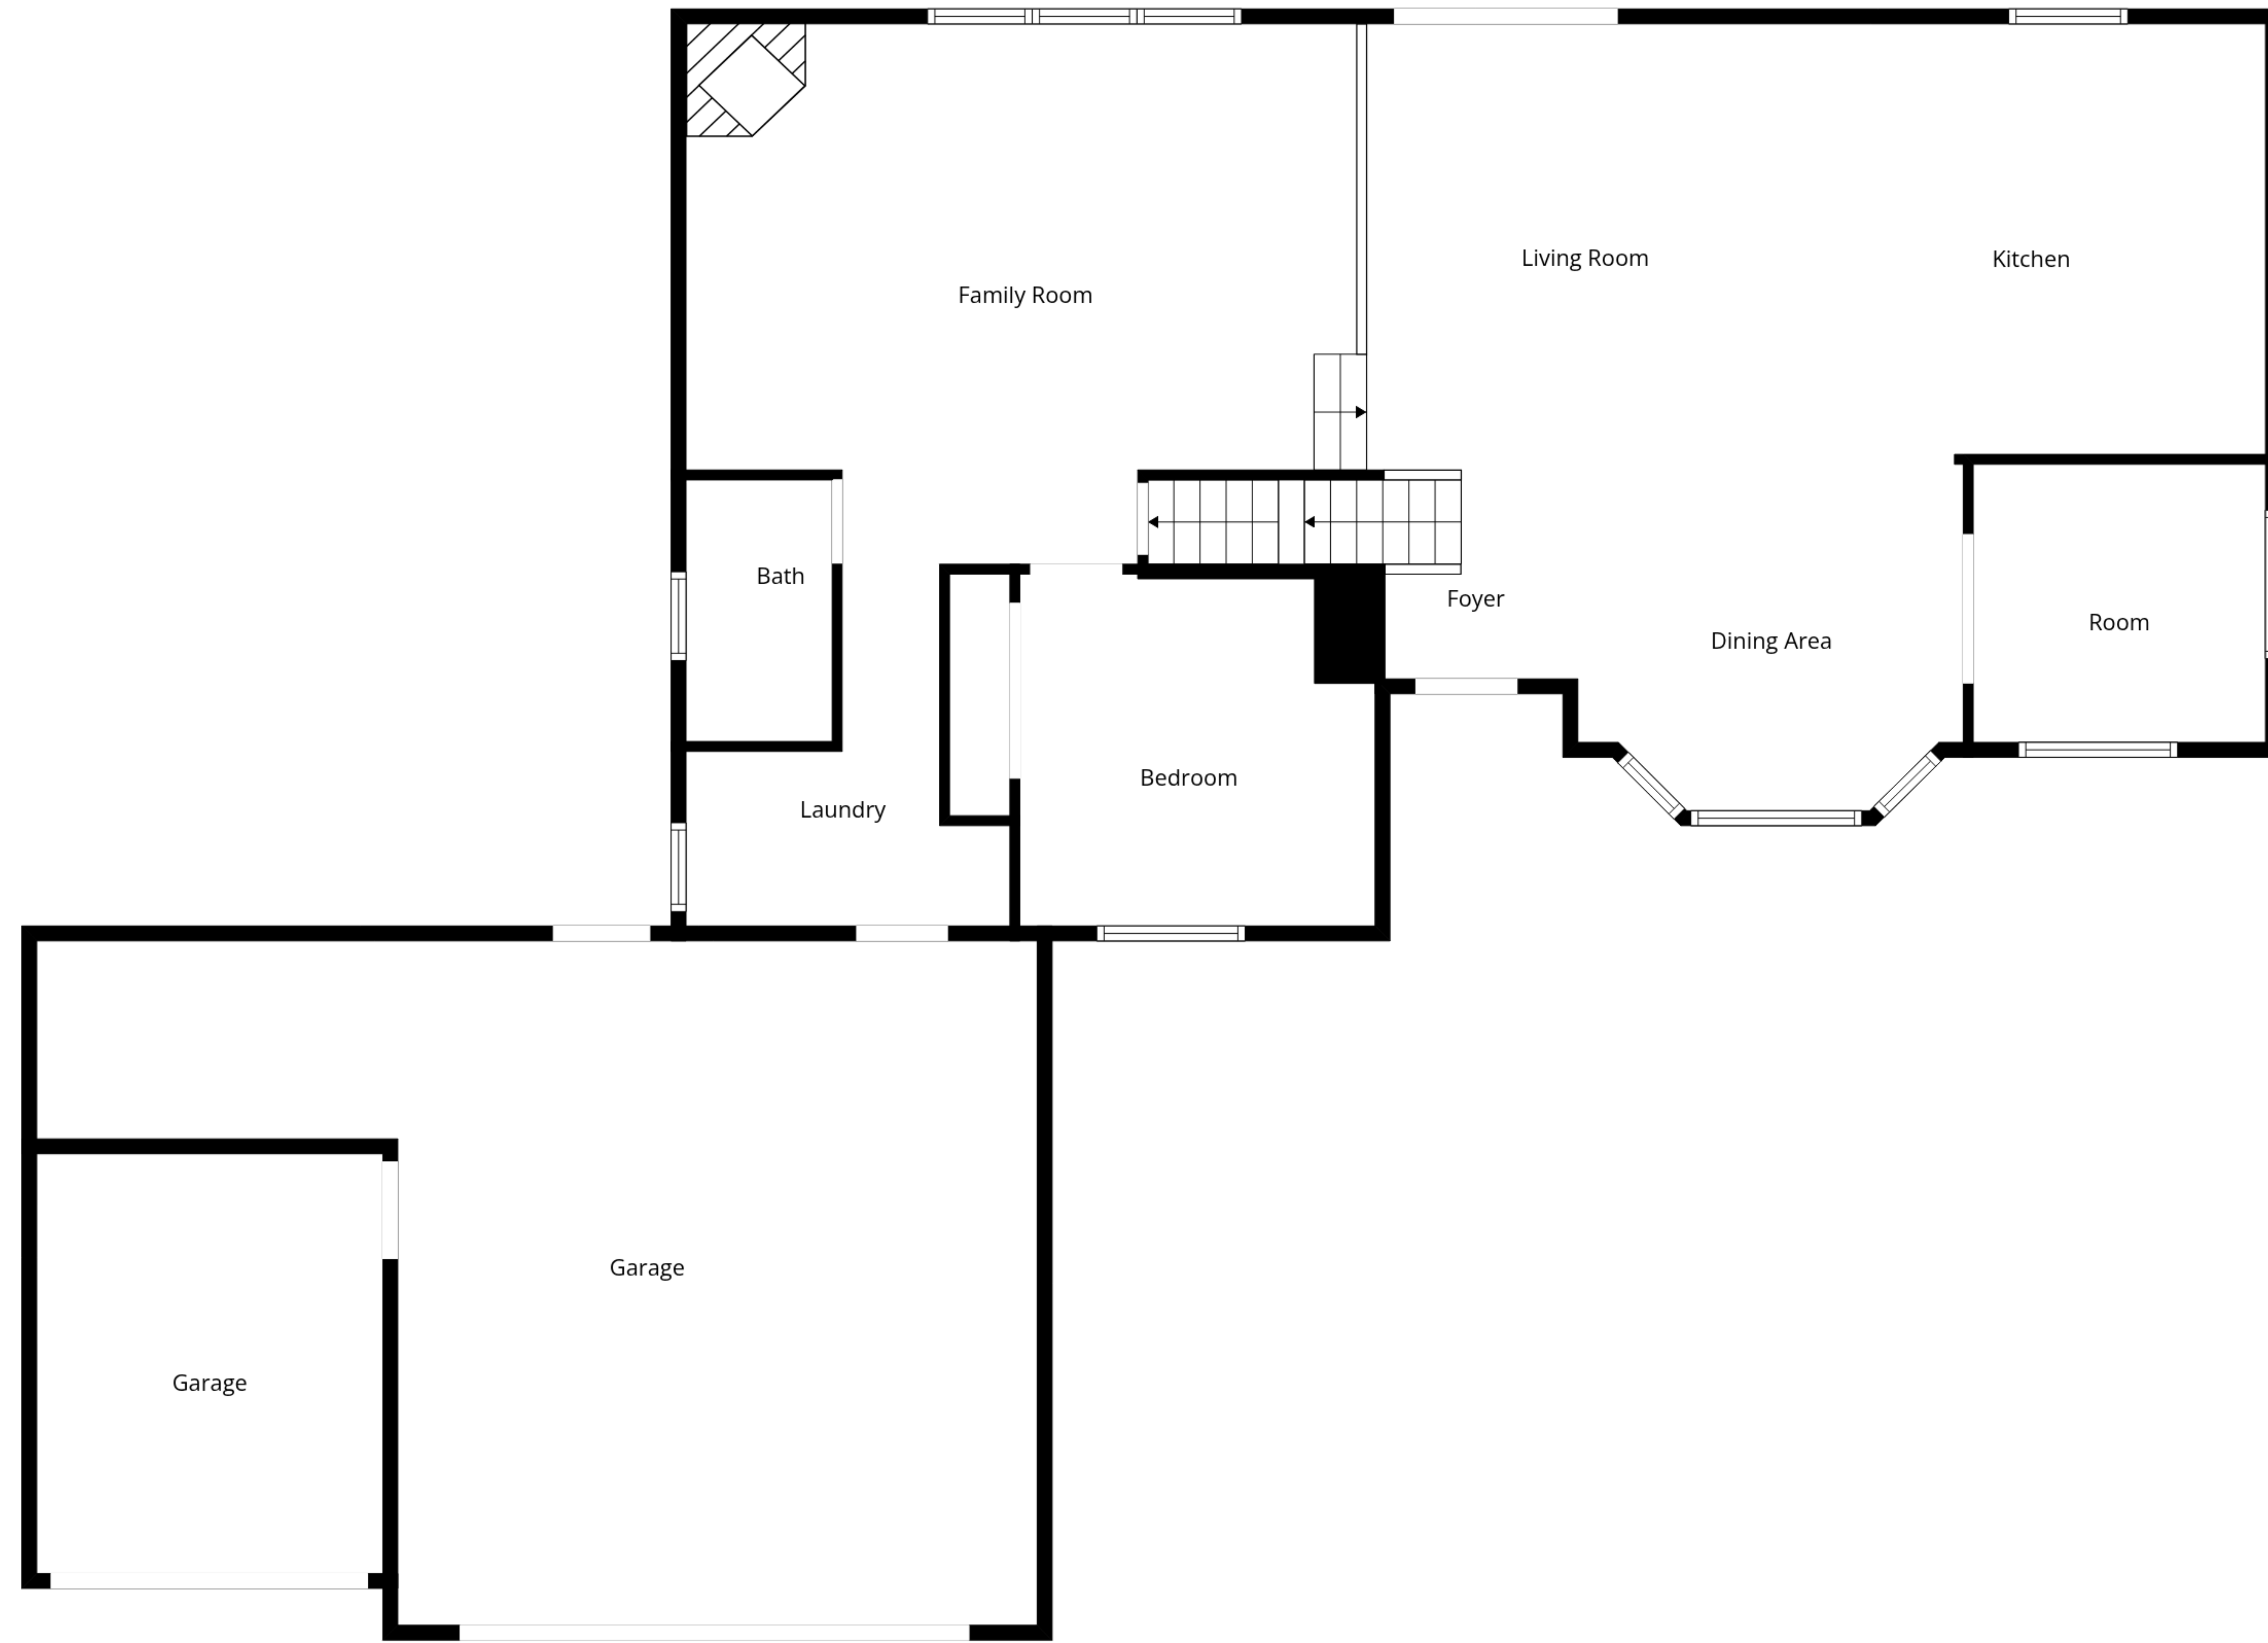 Living Room
Kitchen
Family Room
Bath
Foyer
Room
Dining Area
Bedroom
Laundry
Garage
Garage